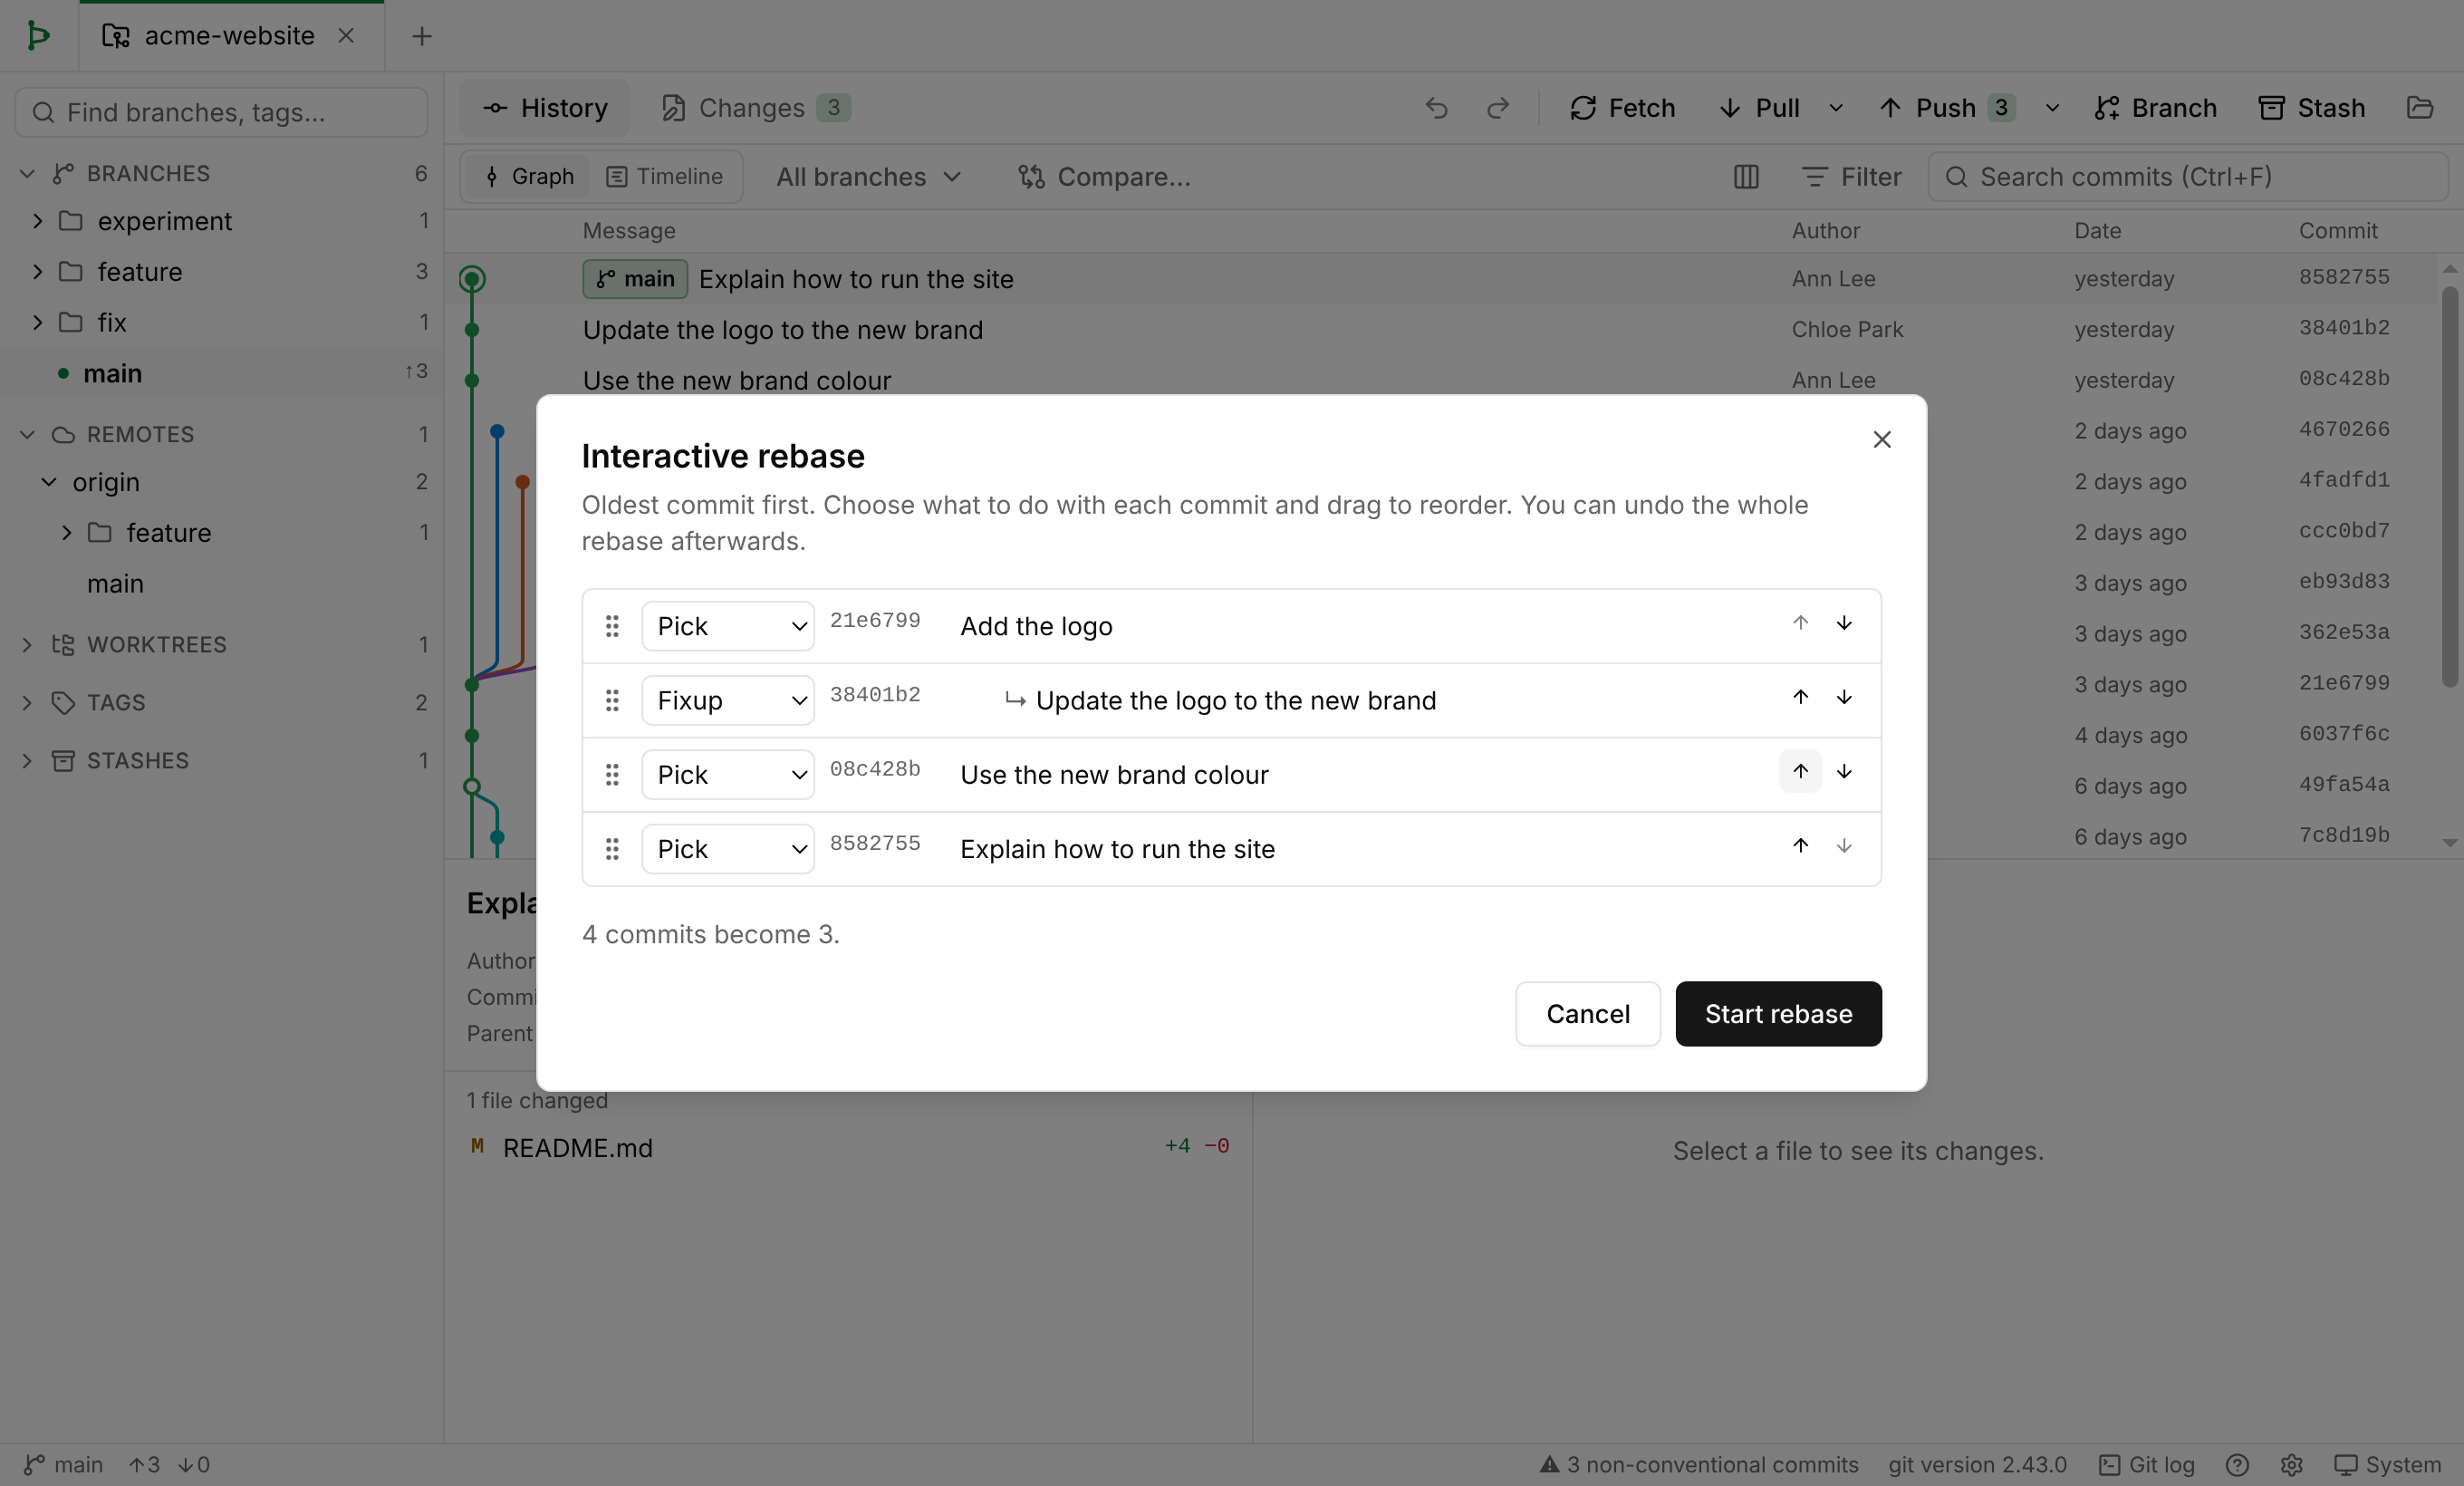 acme-website
Find branches, tags...
History
Changes 3
Fetch
Pull
Push 3
Branch
Stash
BRANCHES 6
experiment 1
feature 3
fix 1
main ↑3
REMOTES 1
origin 2
feature 1
main
WORKTREES 1
TAGS 2
STASHES 1
Graph
Timeline
All branches
Compare...
Filter
Search commits (Ctrl+F)
Message Author Date Commit
main Explain how to run the site Ann Lee yesterday 8582755
Update the logo to the new brand Chloe Park yesterday 38401b2
Use the new brand colour Ann Lee yesterday 08c428b
2 days ago 4670266
2 days ago 4fadfd1
2 days ago ccc0bd7
3 days ago eb93d83
3 days ago 362e53a
3 days ago 21e6799
4 days ago 6037f6c
6 days ago 49fa54a
6 days ago 7c8d19b
Interactive rebase
Oldest commit first. Choose what to do with each commit and drag to reorder. You can undo the whole
rebase afterwards.
Pick 21e6799 Add the logo ↑ ↓
Fixup 38401b2 ↳ Update the logo to the new brand ↑ ↓
Pick 08c428b Use the new brand colour ↑ ↓
Pick 8582755 Explain how to run the site ↑ ↓
4 commits become 3.
Cancel
Start rebase
Expla
Author
Commi
Parent
1 file changed
M README.md +4 −0
Select a file to see its changes.
main ↑3 ↓0
3 non-conventional commits
git version 2.43.0
Git log
System